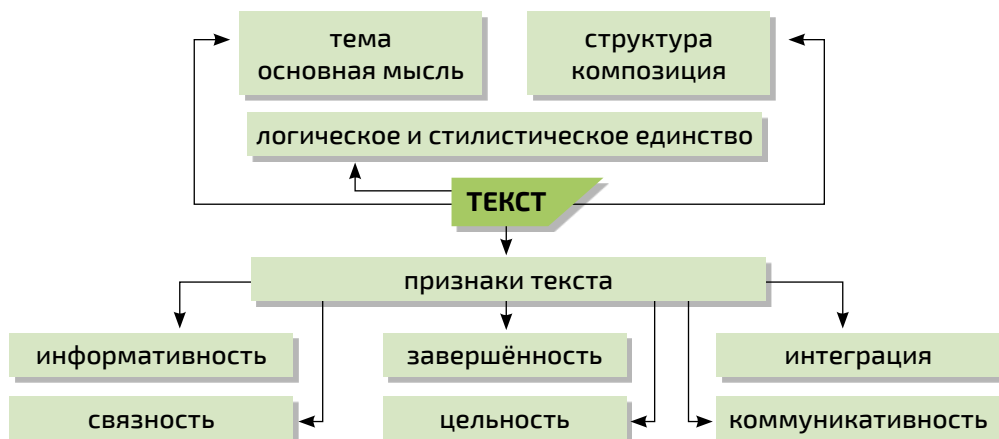 тема
основная мысль
структура
композиция
логическое и стилистическое единство
ТЕКСТ
признаки текста
информативность
завершённость
интеграция
связность
цельность
коммуникативность